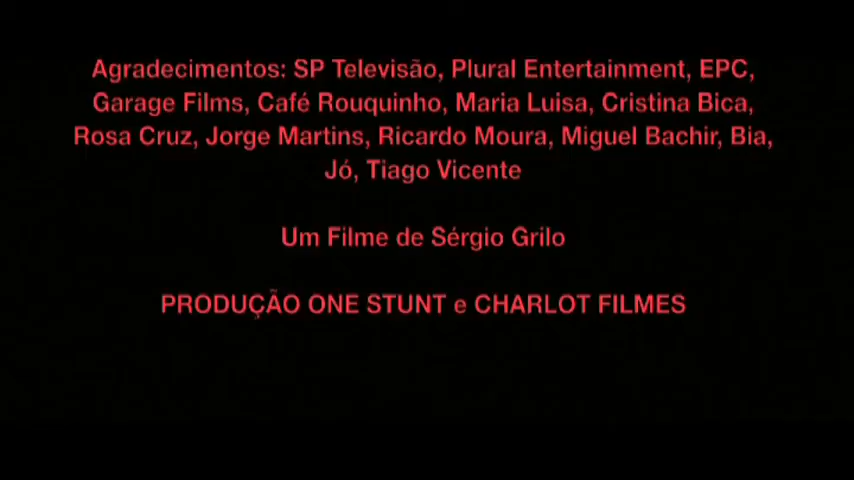 Agradecimentos: SP Televisão, Plural Entertainment, EPC,
Garage Films, Café Rouquinho, Maria Luisa, Cristina Bica,
Rosa Cruz, Jorge Martins, Ricardo Moura, Miguel Bachir, Bia,
Jó, Tiago Vicente
Um Filme de Sérgio Grilo
PRODUÇÃO ONE STUNT e CHARLOT FILMES